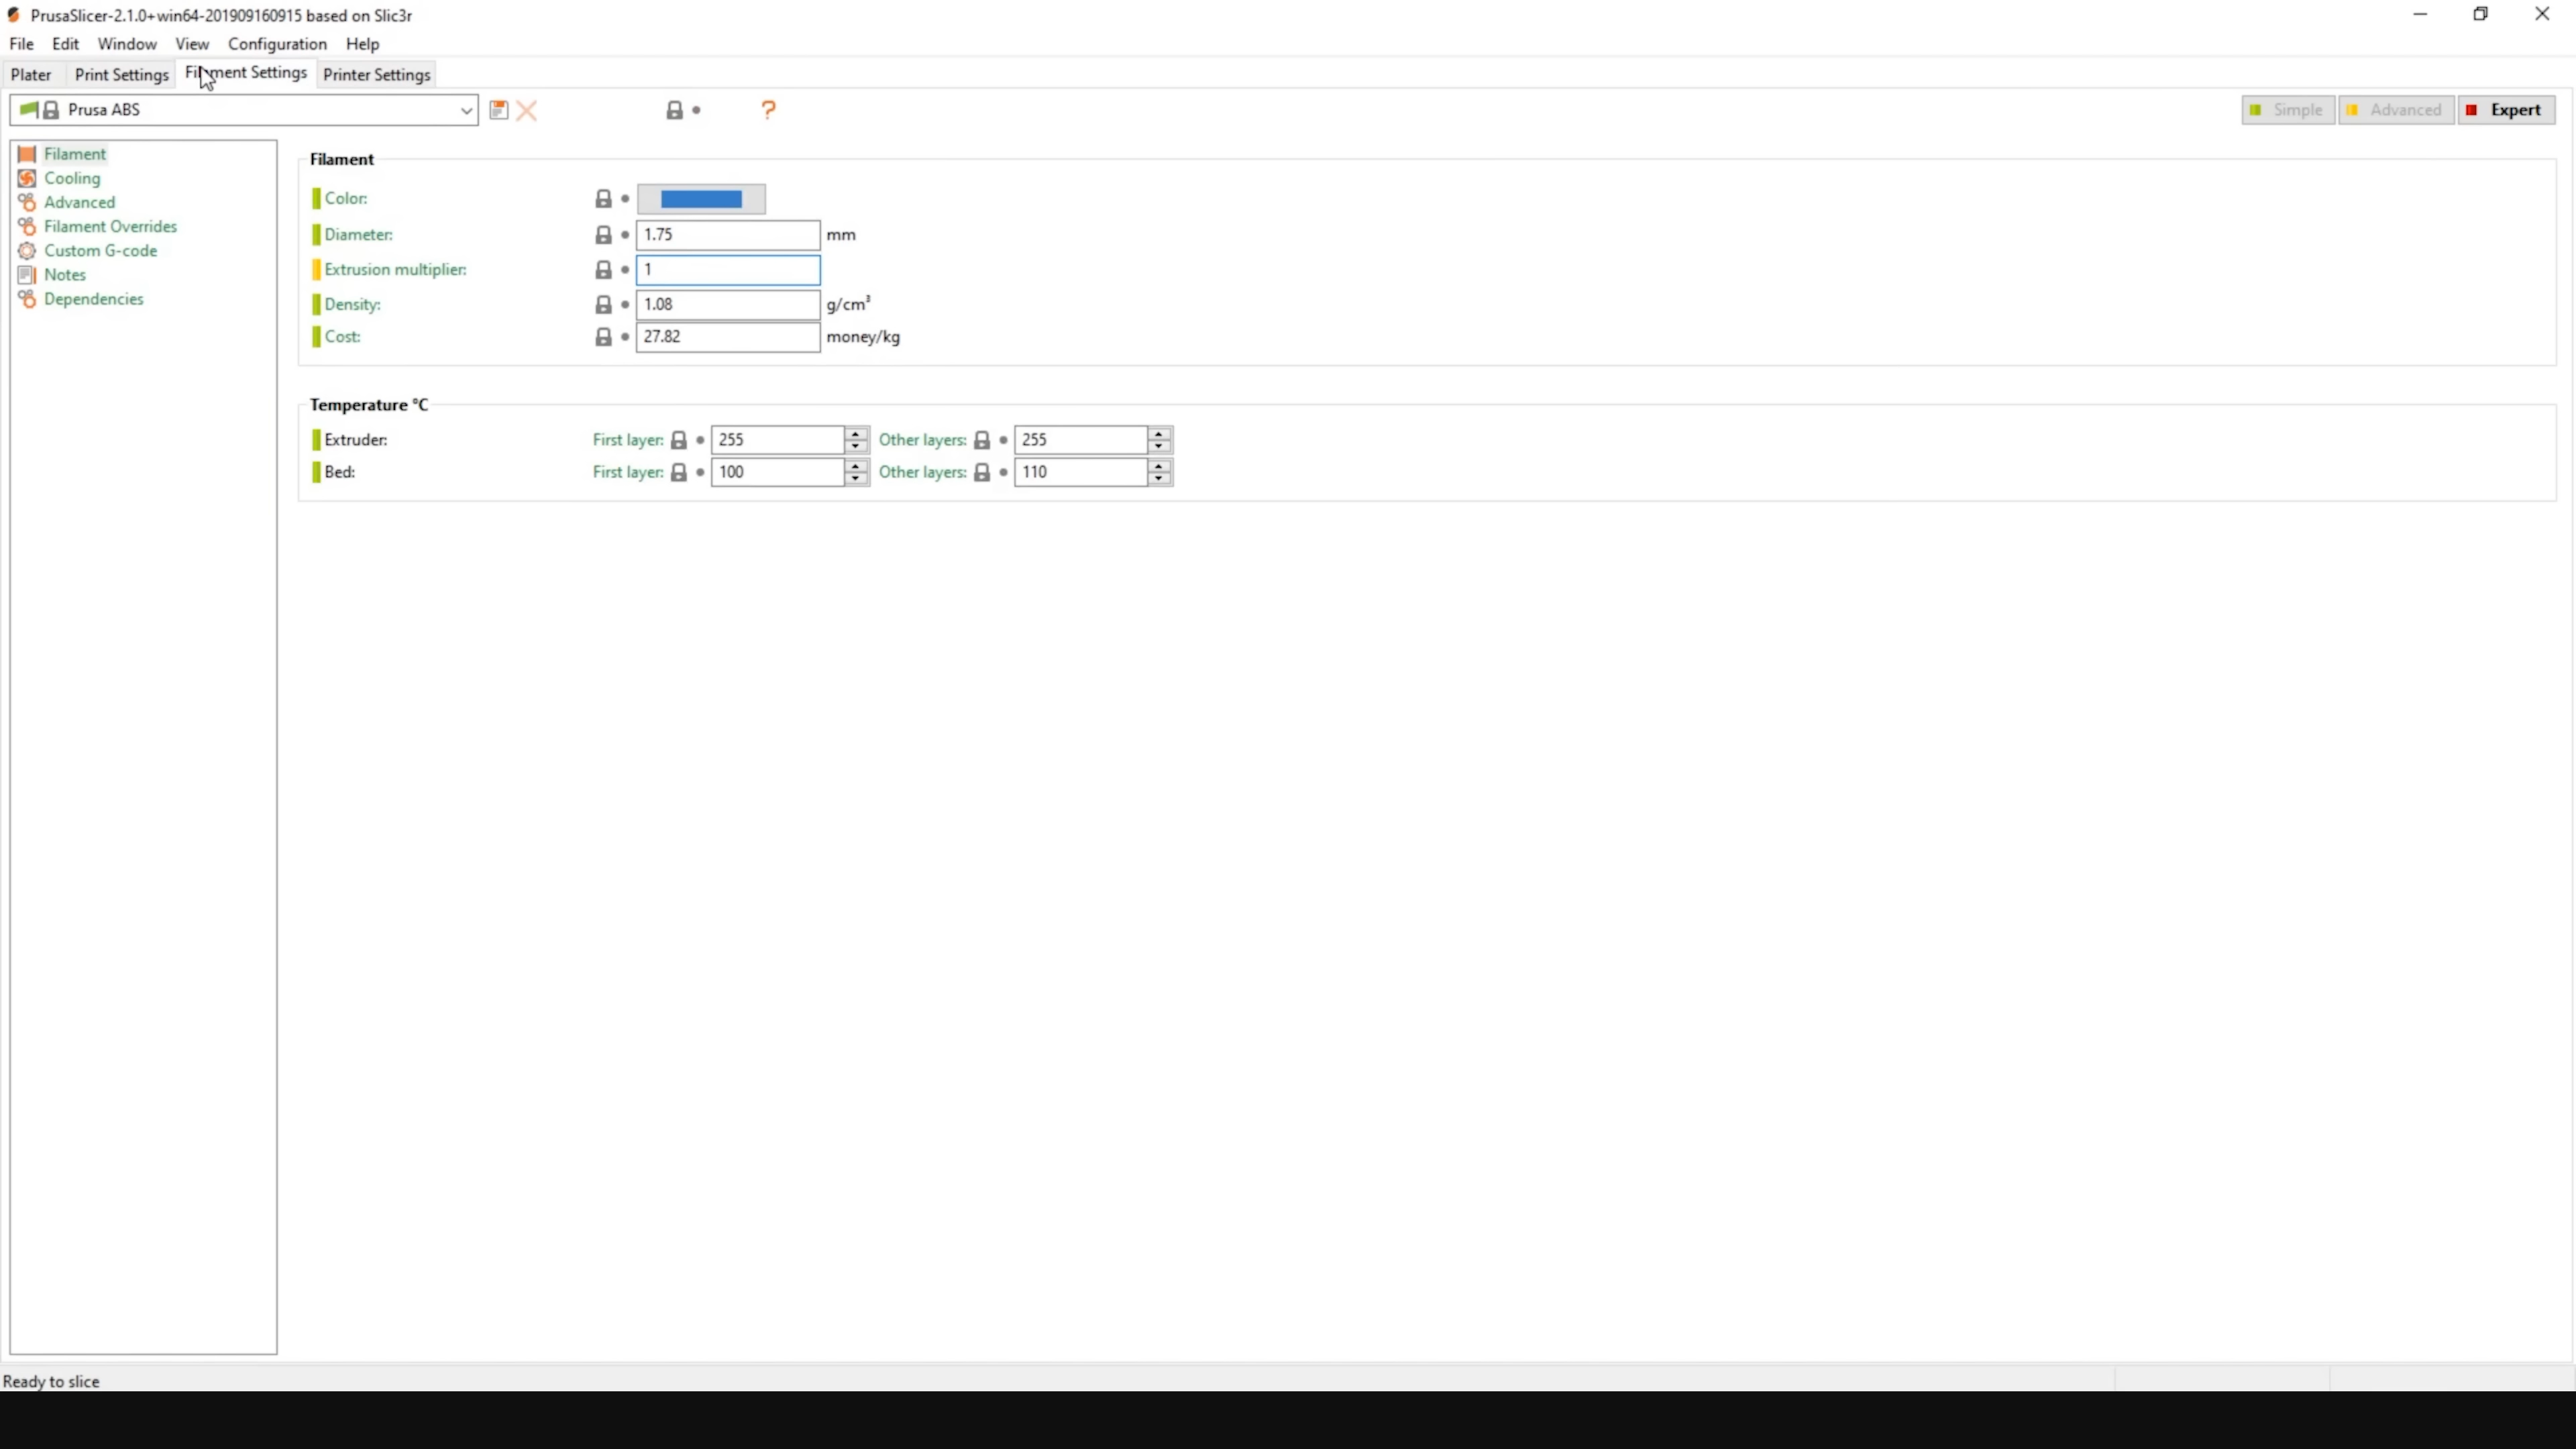 PrusaSlicer-2.1.0+win64-201909160915 based on Slic3r
File Edit Window View Configuration Help
Plater Print Settings Filament Settings Printer Settings
Prusa ABS ? Simple Advanced Expert
Filament
Cooling
Advanced
Filament Overrides
Custom G-code
Notes
Dependencies
Filament
Color:
Diameter: 1.75 mm
Extrusion multiplier: 1
Density: 1.08 g/cm³
Cost: 27.82 money/kg
Temperature °C
Extruder: First layer: 255 Other layers: 255
Bed: First layer: 100 Other layers: 110
Ready to slice